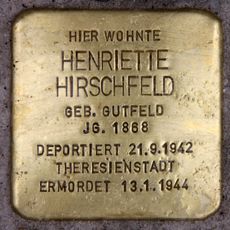 HIER WOHNTE
HENRIETTE
HIRSCHFELD
GEB. GUTFELD
JG. 1868
DEPORTIERT 21.9.1942
THERESIENSTADT
ERMORDET 13.1.1944